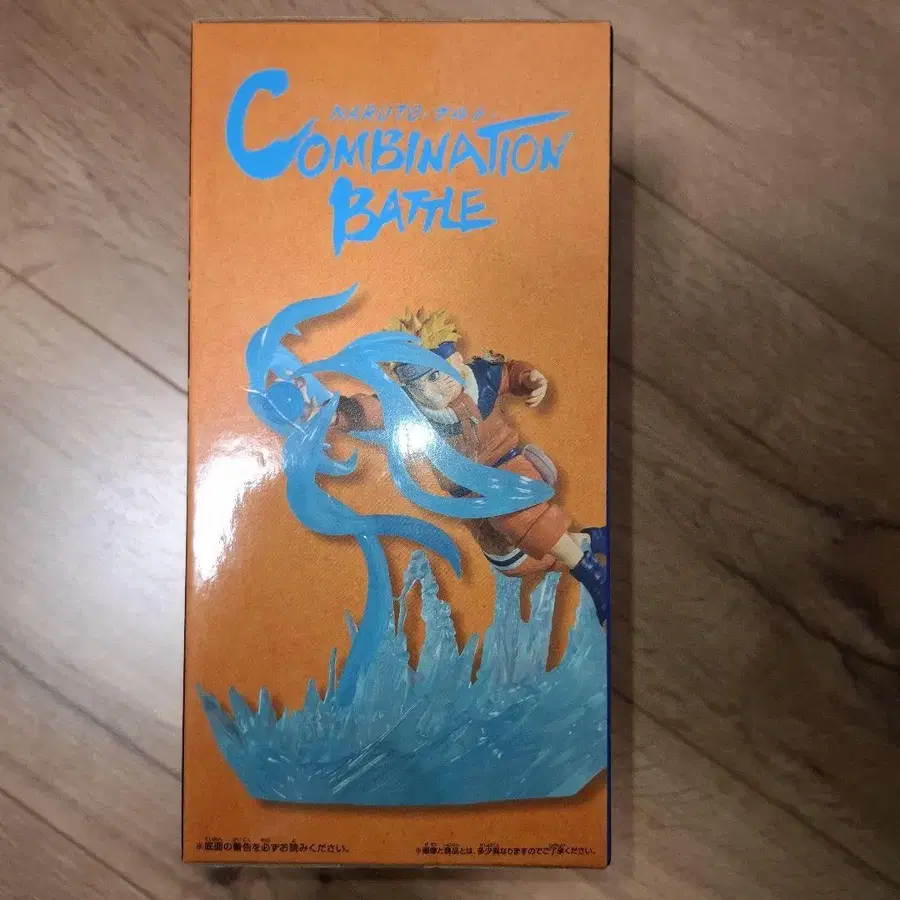 NARUTO ナルト
COMBINATION
BATTLE
※底面の警告を必ずお読みください。
※画像と商品とは、多少異なりますのでご了承ください。